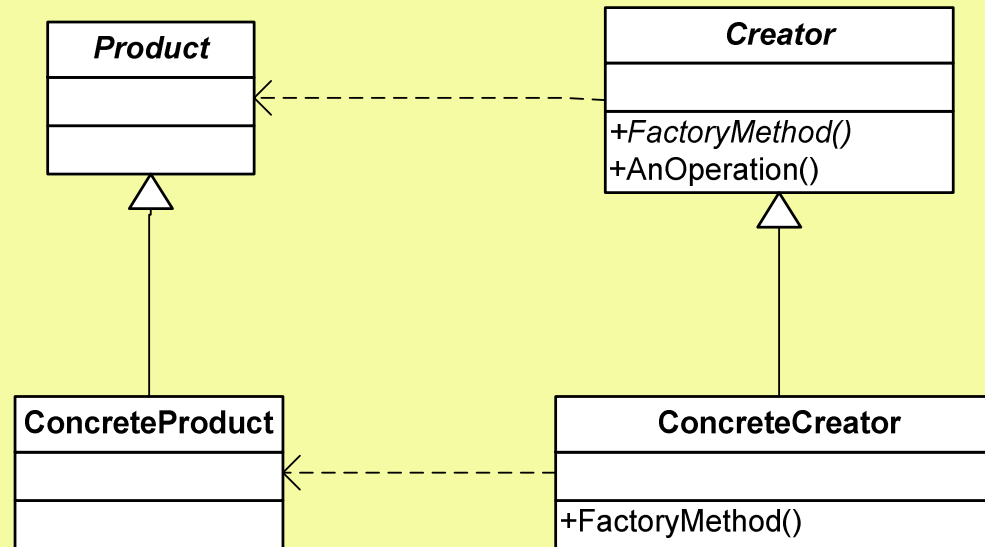 Product
Creator
+FactoryMethod()
+AnOperation()
ConcreteProduct
ConcreteCreator
+FactoryMethod()